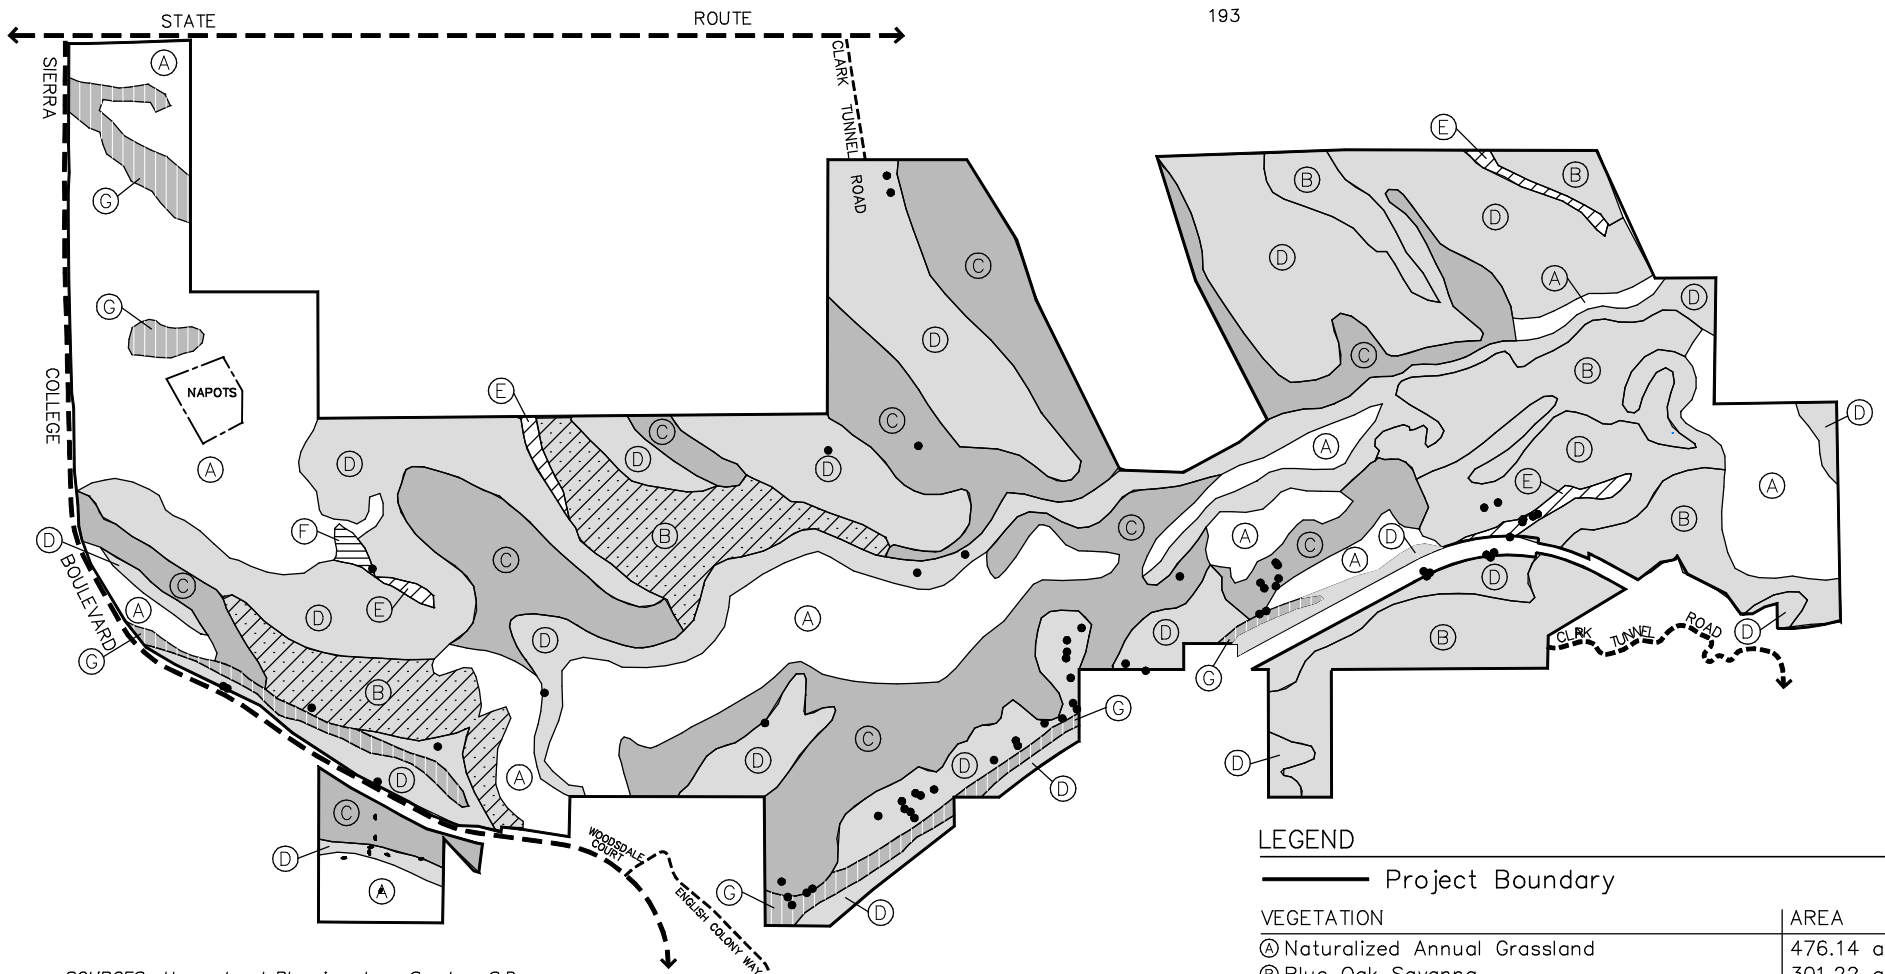 STATE ROUTE 193
SIERRA COLLEGE BOULEVARD
CLARK TUNNEL ROAD
A
G
G
NAPOTS
A
E
D
C
D
D
C
C
D
C
E
B
B
D
D
A
D
C
B
D
A
D
E
B
A
A
C
A
D
D
B
D
G
B
D
CLARK TUNNEL ROAD
F
E
D
C
D
A
G
C
B
D
B
A
D
A
C
D
D
G
D
D
C
D
A
G
D
D
WOODSDALE COURT
ENGLISH COLONY WAY
LEGEND
Project Boundary
VEGETATION AREA
A Naturalized Annual Grassland 476.14 a